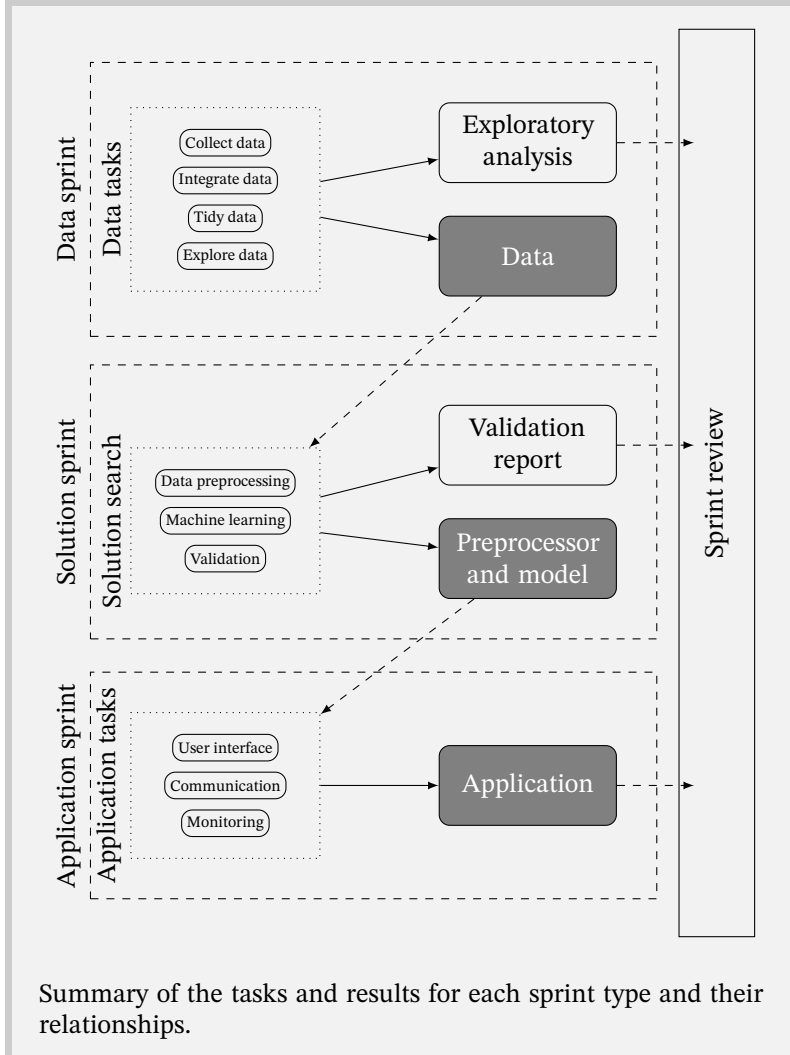 Data sprint
Data tasks
Collect data
Integrate data
Tidy data
Explore data
Exploratory
analysis
Data
Solution sprint
Solution search
Data preprocessing
Machine learning
Validation
Validation
report
Preprocessor
and model
Application sprint
Application tasks
User interface
Communication
Monitoring
Application
Sprint review
Summary of the tasks and results for each sprint type and their
relationships.